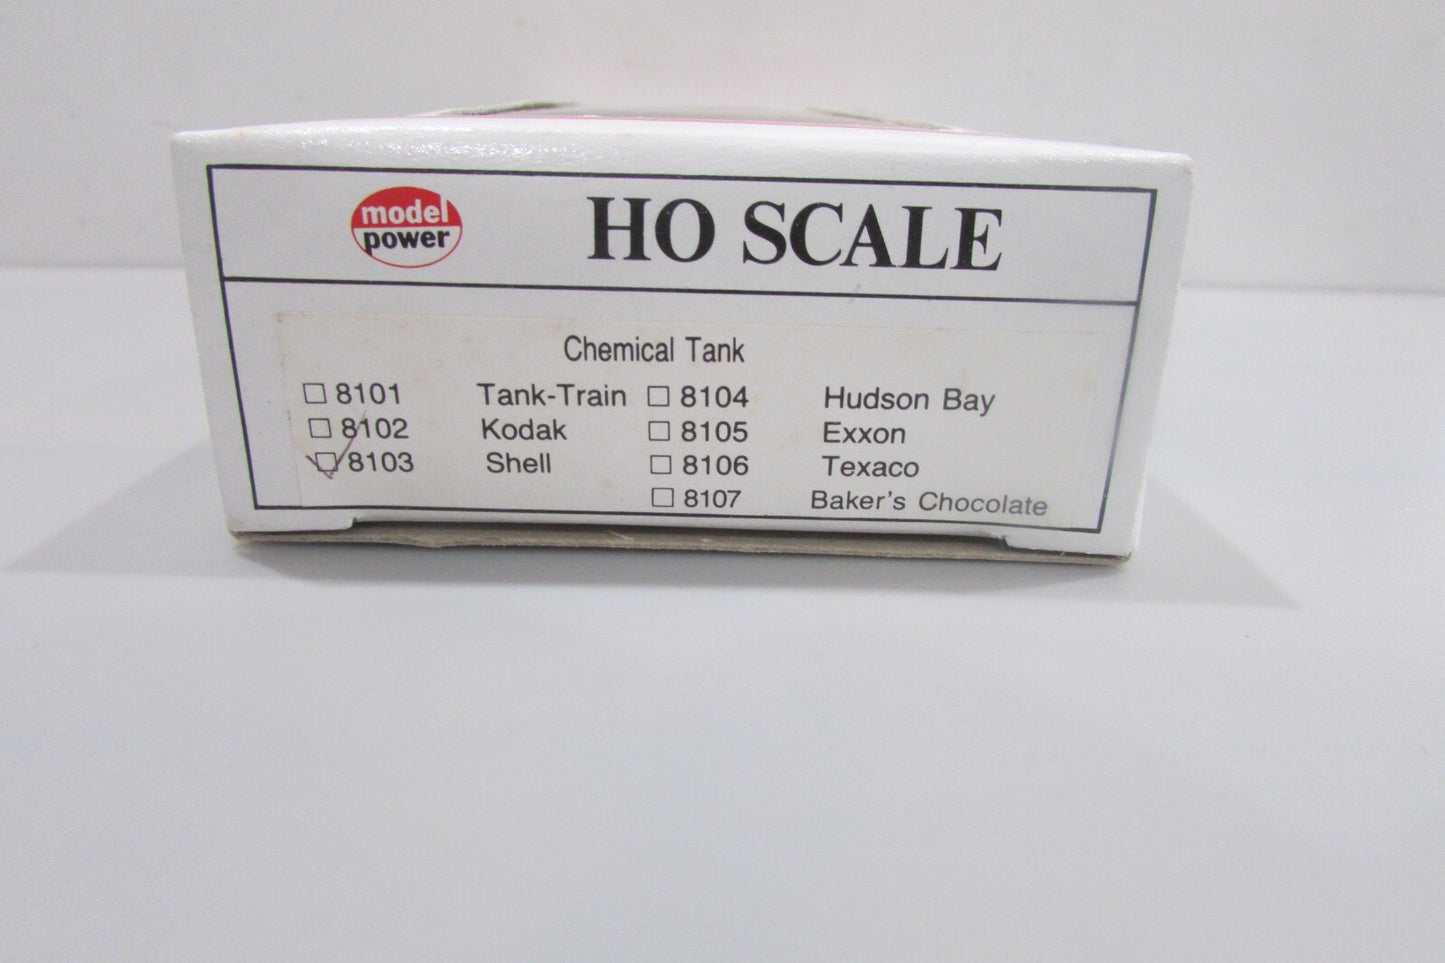 model
power
HO SCALE
Chemical Tank
☐ 8101 Tank-Train ☐ 8104 Hudson Bay
☐ 8102 Kodak ☐ 8105 Exxon
☑ 8103 Shell ☐ 8106 Texaco
☐ 8107 Baker's Chocolate